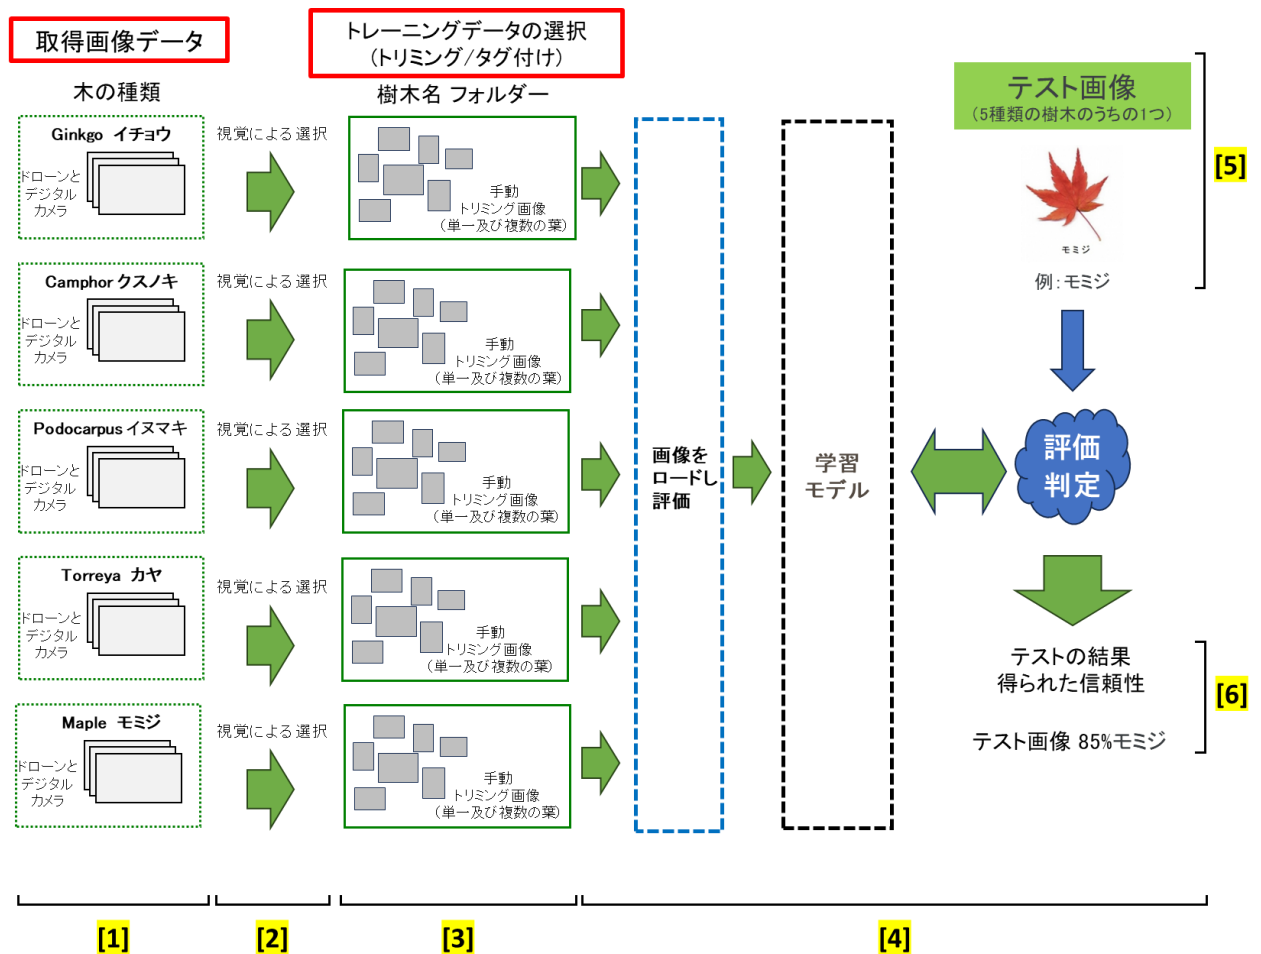 取得画像データ
トレーニングデータの選択
(トリミング/タグ付け)
木の種類
樹木名 フォルダー
Ginkgo イチョウ
ドローンと
デジタル
カメラ
視覚による選択
手動
トリミング画像
(単一及び複数の葉)
Camphor クスノキ
ドローンと
デジタル
カメラ
視覚による選択
手動
トリミング画像
(単一及び複数の葉)
Podocarpus イヌマキ
ドローンと
デジタル
カメラ
視覚による選択
手動
トリミング画像
(単一及び複数の葉)
Torreya カヤ
ドローンと
デジタル
カメラ
視覚による選択
手動
トリミング画像
(単一及び複数の葉)
Maple モミジ
ドローンと
デジタル
カメラ
視覚による選択
手動
トリミング画像
(単一及び複数の葉)
画像を
ロードし
評価
学習
モデル
テスト画像
(5種類の樹木のうちの1つ)
モミジ
例:モミジ
[5]
評価
判定
テストの結果
得られた信頼性
テスト画像 85%モミジ
[6]
[1]
[2]
[3]
[4]